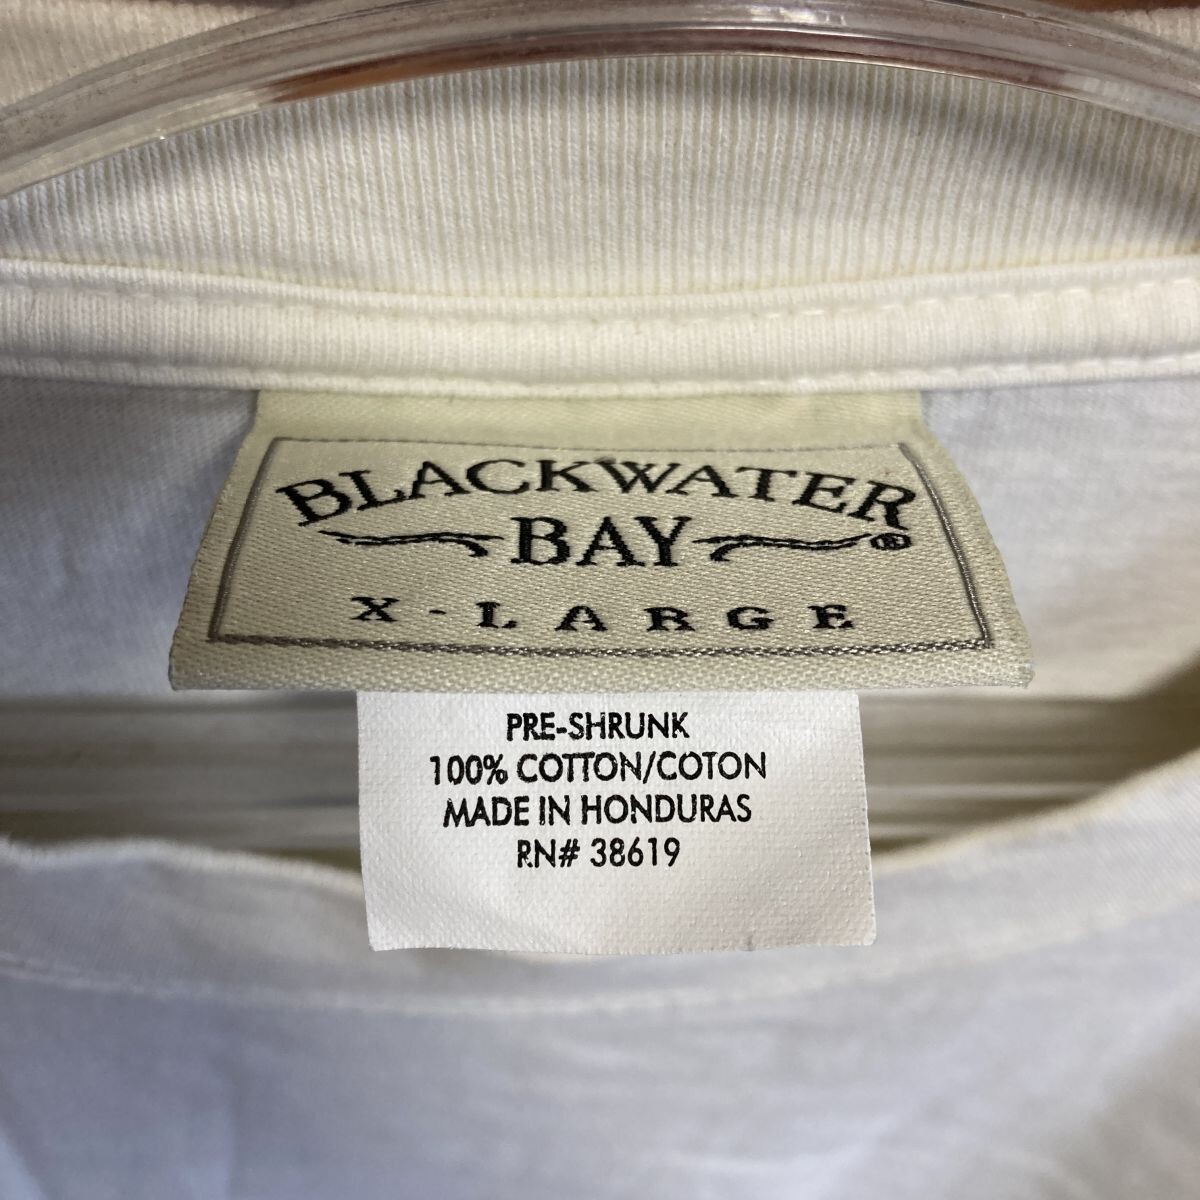 BLACKWATER
BAY®
X-LARGE
PRE-SHRUNK
100% COTTON/COTON
MADE IN HONDURAS
RN# 38619